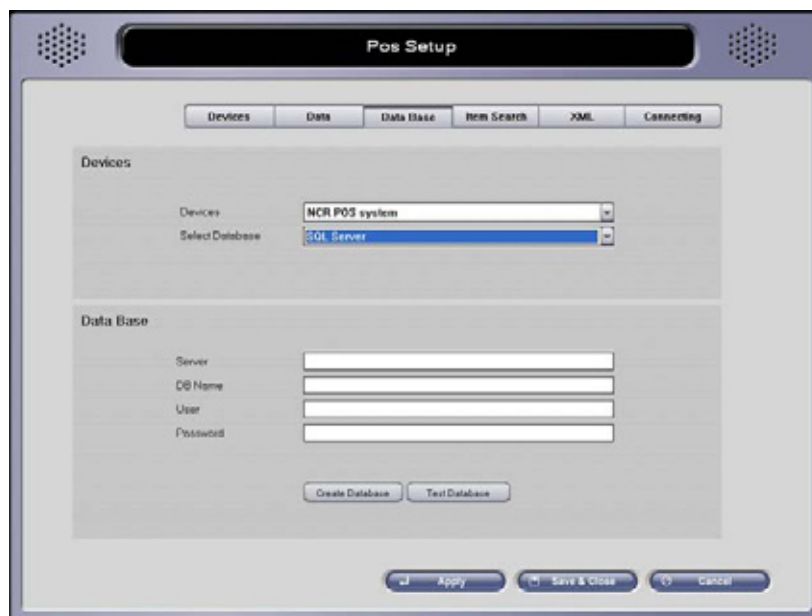 Pos Setup
Devices Data Data Base Item Search XML Connecting
Devices
Devices NCR POS system
Select Database SQL Server
Data Base
Server
DB Name
User
Password
Create Database Test Database
Apply Save & Close Cancel